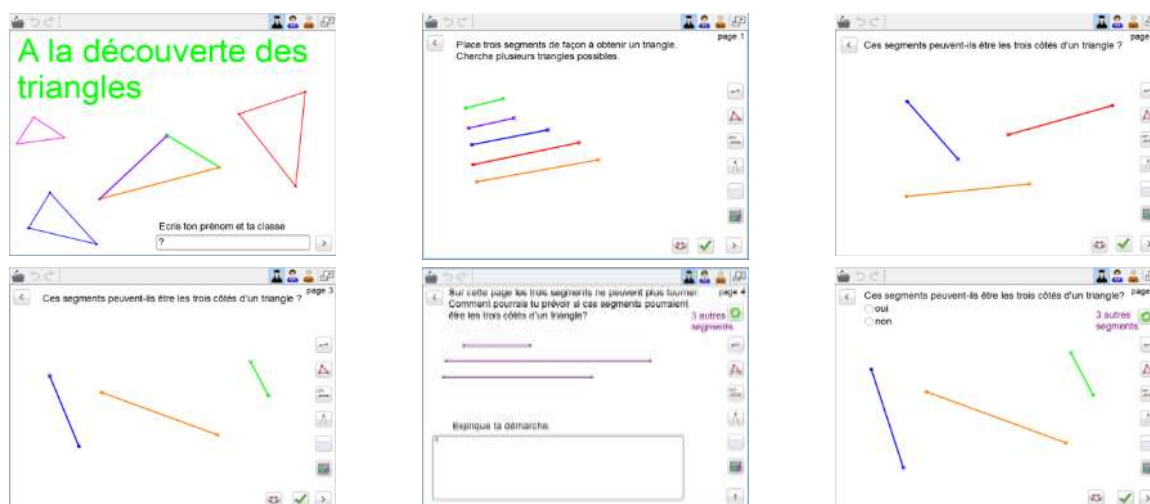 A la découverte des
triangles
Ecris ton prénom et ta classe
?
page 1
Place trois segments de façon à obtenir un triangle.
Cherche plusieurs triangles possibles.
page
Ces segments peuvent-ils être les trois côtés d'un triangle ?
page 3
Ces segments peuvent-ils être les trois côtés d'un triangle ?
page 4
Sur cette page les trois segments ne peuvent plus tourner.
Comment pourrais tu prévoir si ces segments pourraient
être les trois côtés d'un triangle?
3 autres
segments
Explique ta démarche.
page
Ces segments peuvent-ils être les trois côtés d'un triangle?
oui
non
3 autres
segments